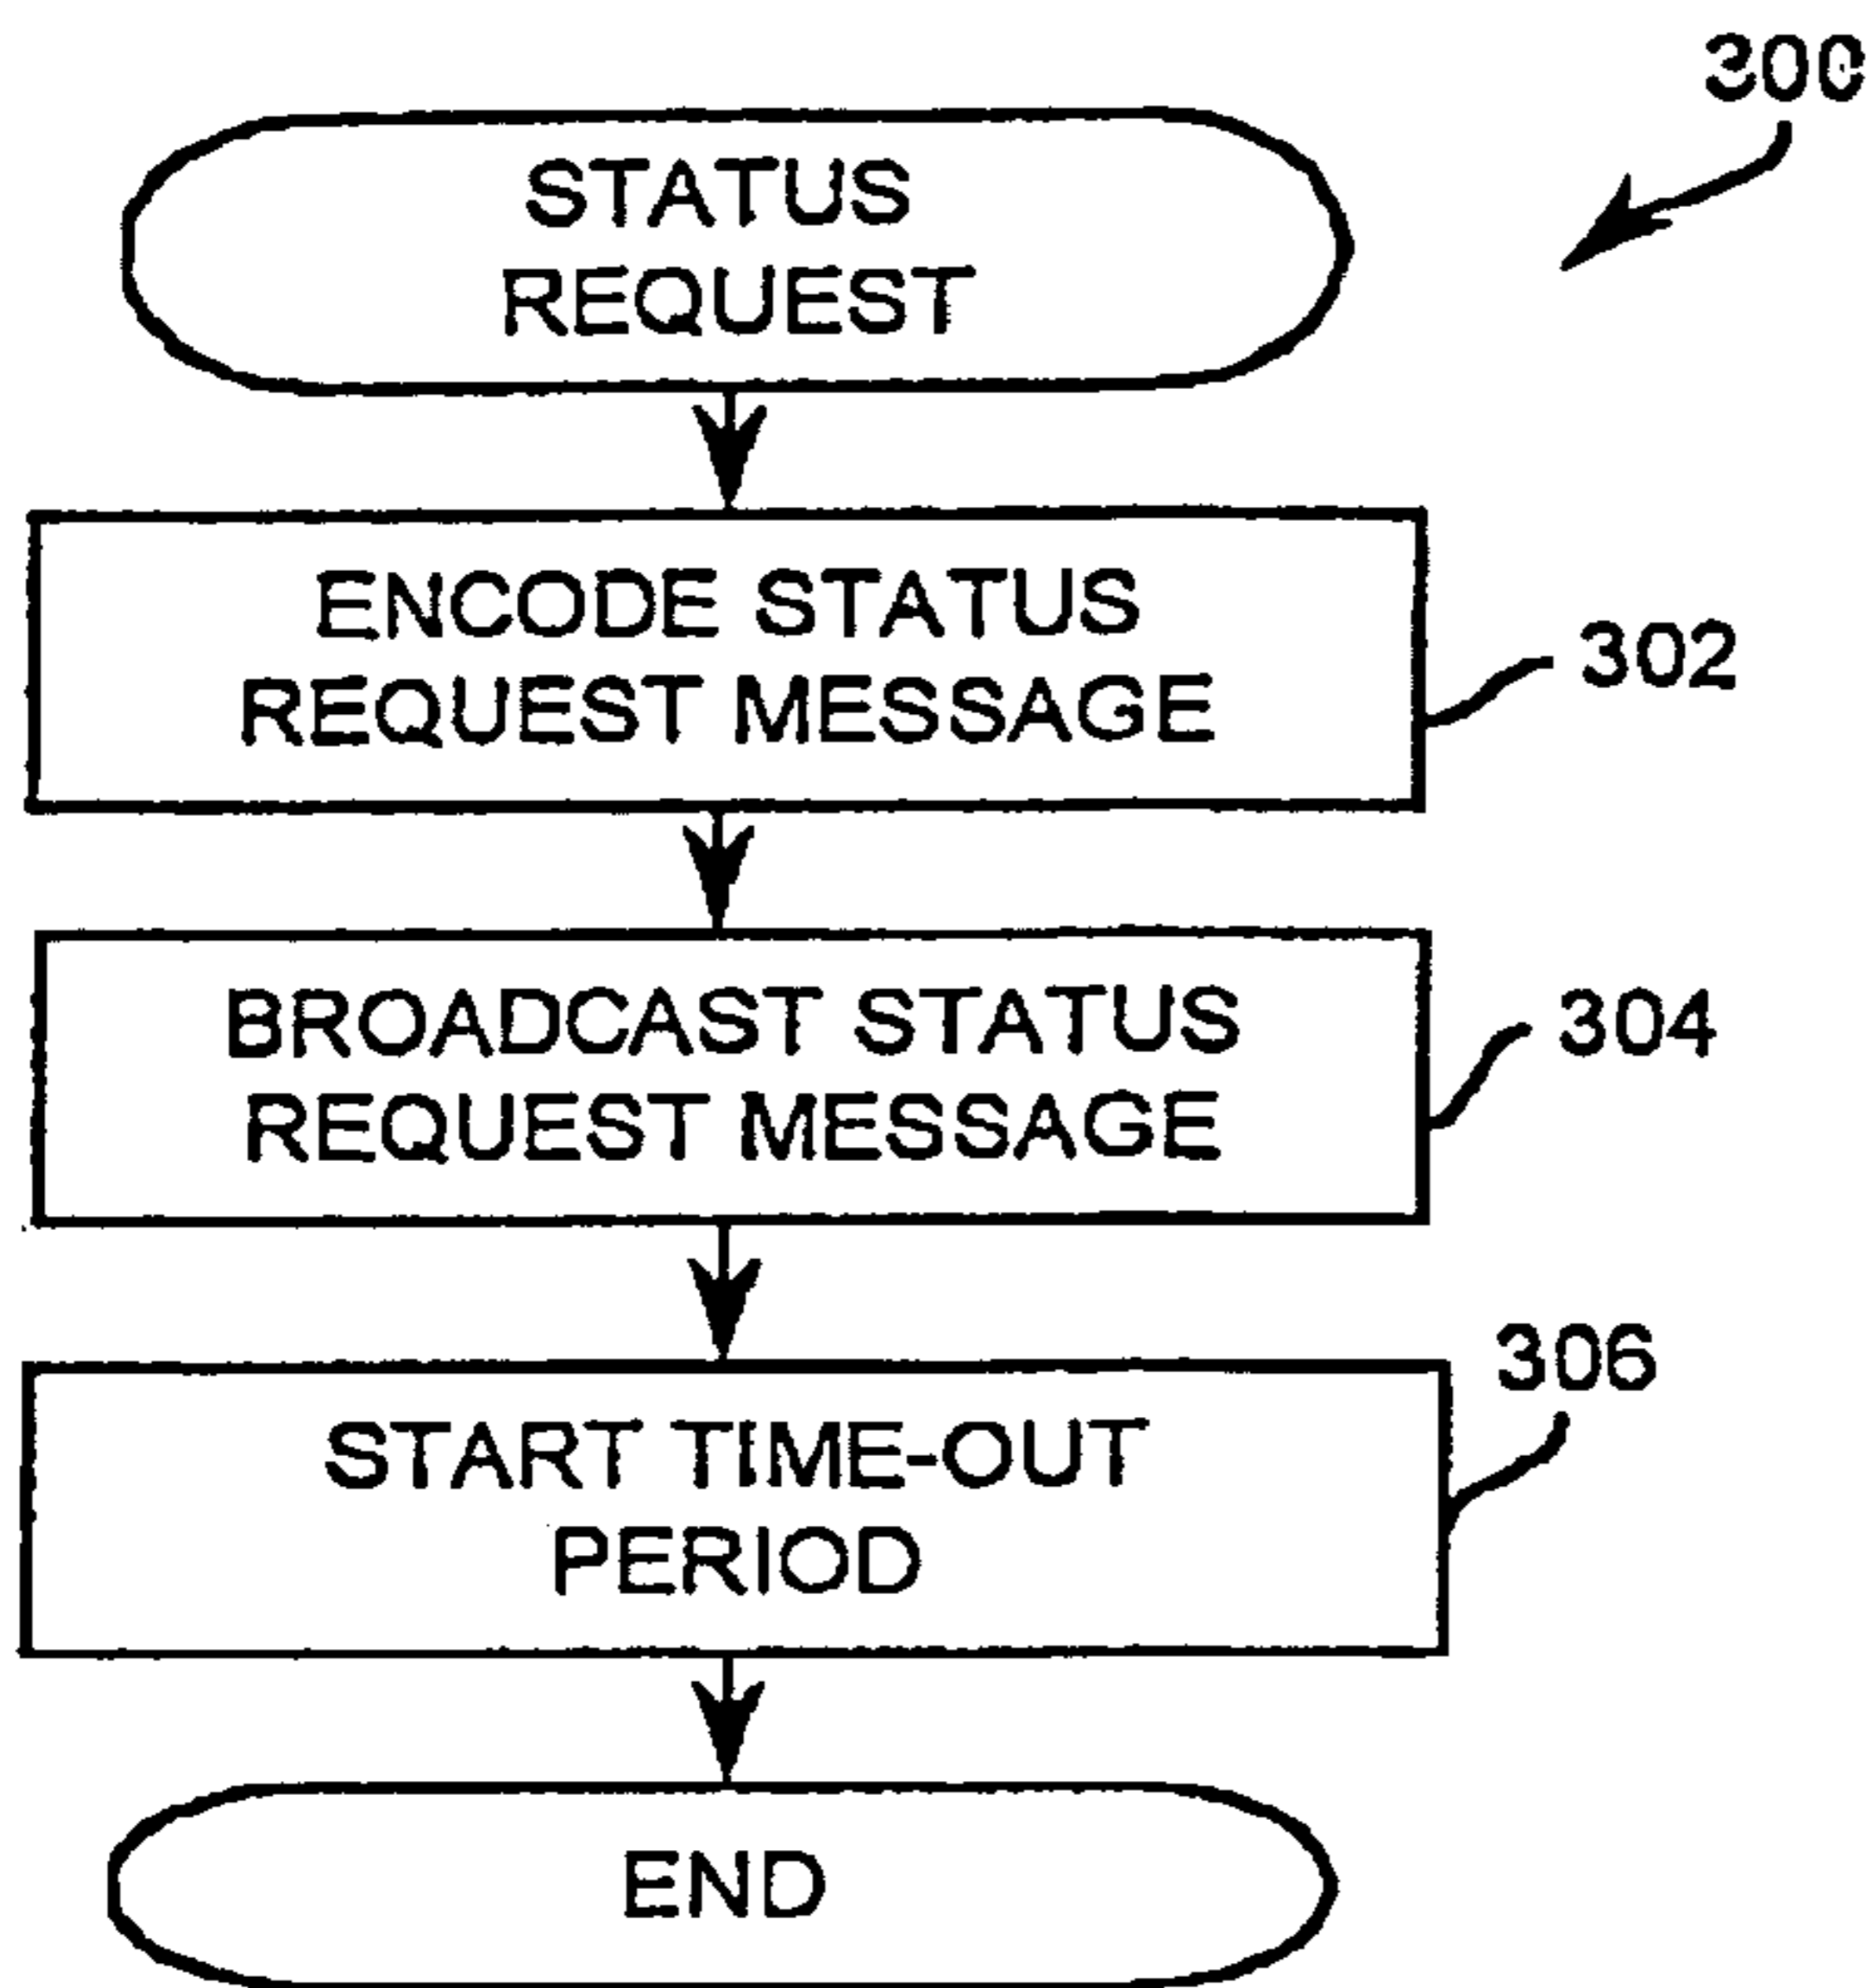 300
STATUS
REQUEST
ENCODE STATUS
REQUEST MESSAGE
302
BROADCAST STATUS
REQUEST MESSAGE
304
306
START TIME-OUT
PERIOD
END